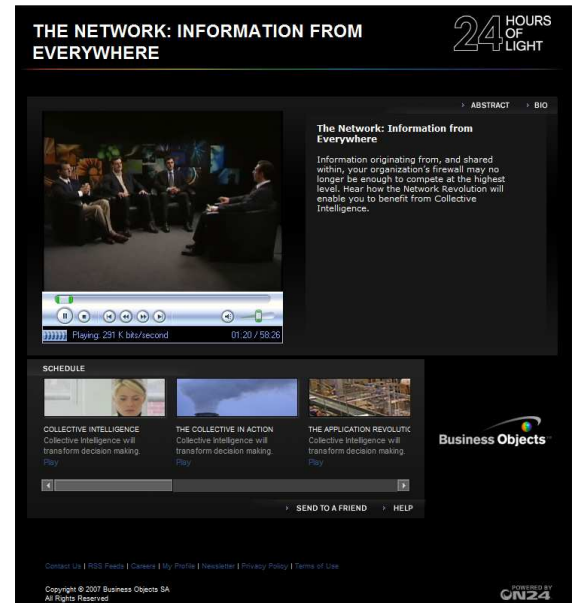 THE NETWORK: INFORMATION FROM
EVERYWHERE
24 HOURS
OF
LIGHT
› ABSTRACT › BIO
The Network: Information from
Everywhere
Information originating from, and shared
within, your organization's firewall may no
longer be enough to compete at the highest
level. Hear how the Network Revolution will
enable you to benefit from Collective
Intelligence.
Playing: 291 K bits/second 01:20 / 58:26
SCHEDULE
COLLECTIVE INTELLIGENCE
Collective Intelligence will
transform decision making.
Play
THE COLLECTIVE IN ACTION
Collective Intelligence will
transform decision making.
Play
THE APPLICATION REVOLUTIC
Collective Intelligence will
transform decision making.
Play
Business Objects
› SEND TO A FRIEND › HELP
Contact Us | RSS Feeds | Careers | My Profile | Newsletter | Privacy Policy | Terms of Use
Copyright © 2007 Business Objects SA
All Rights Reserved
POWERED BY
ON24